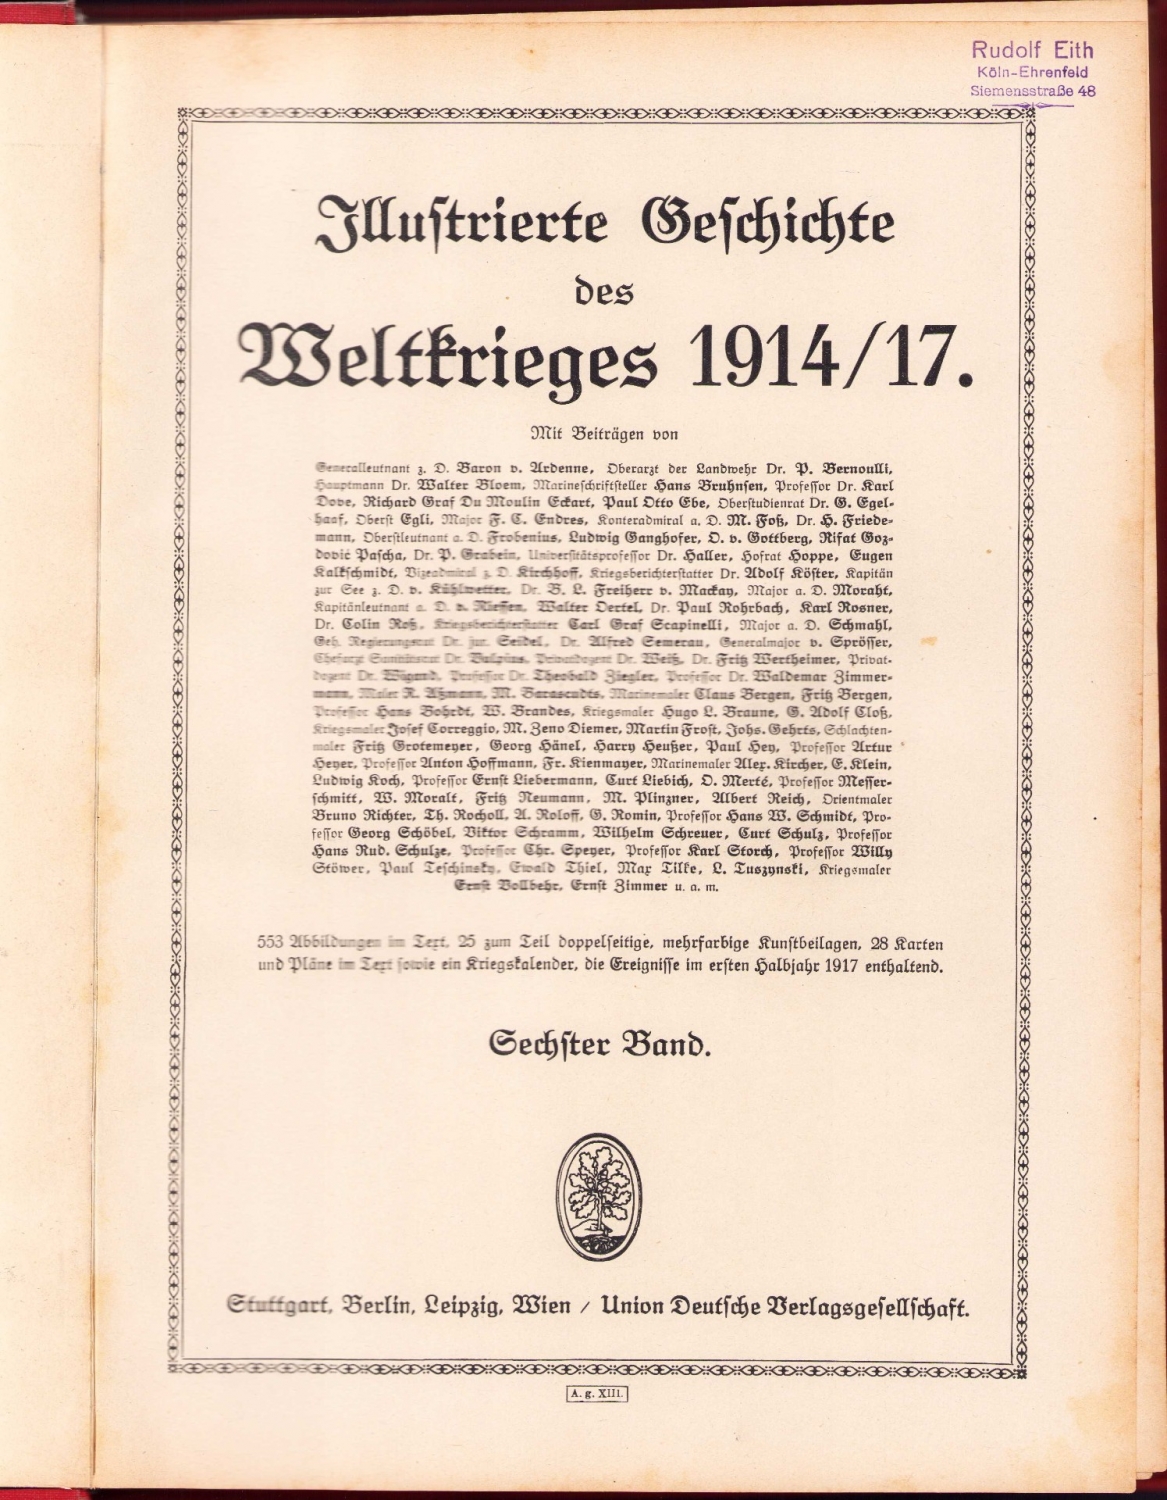 Rudolf Eith
Köln-Ehrenfeld
Siemensstraße 48
Illustrierte Geschichte
des
Weltkrieges 1914/17.
Mit Beiträgen von
Generalleutnant z. D. Baron v. Ardenne, Oberarzt der Landwehr Dr. P. Bernoulli,
Hauptmann Dr. Walter Bloem, Marineschriftsteller Hans Bruhnsen, Professor Dr. Karl
Dove, Richard Graf Du Moulin Eckart, Paul Otto Ebe, Oberstudienrat Dr. G. Egel-
haaf, Oberst Egli, Major F. C. Endres, Konteradmiral a. D. M. Foß, Dr. H. Friede-
mann, Oberstleutnant a. D. Frobenius, Ludwig Ganghofer, O. v. Gottberg, Rifat Goz-
dovic Pascha, Dr. P. Grabein, Universitätsprofessor Dr. Haller, Hofrat Hoppe, Eugen
Kalkschmidt, Vizeadmiral z. D. Kirchhoff, Kriegsberichterstatter Dr. Adolf Köster, Kapitän
zur See z. D. v. Kühlwetter, Dr. B. L. Freiherr v. Mackay, Major a. D. Moraht,
Kapitänleutnant a. D. v. Niessen, Walter Oertel, Dr. Paul Rohrbach, Karl Rosner,
Dr. Colin Roß, Kriegsberichterstatter Carl Graf Scapinelli, Major a. D. Schmahl,
Geh. Regierungsrat Dr. jur. Seidel, Dr. Alfred Semerau, Generalmajor v. Sprösser,
Chefarzt Sanitätsrat Dr. Vulpius, Privatdozent Dr. Weiß, Dr. Fritz Wertheimer, Privat-
dozent Dr. Wigand, Professor Dr. Theobald Ziegler, Professor Dr. Waldemar Zimmer-
mann, Maler R. Aßmann, M. Barascudts, Marinemaler Claus Bergen, Fritz Bergen,
Professor Hans Bohrdt, W. Brandes, Kriegsmaler Hugo L. Braune, G. Adolf Cloß,
Kriegsmaler Josef Correggio, M. Zeno Diemer, Martin Frost, Johs. Gehrts, Schlachten-
maler Fritz Grotemeyer, Georg Hänel, Harry Heußer, Paul Hey, Professor Artur
Heyer, Professor Anton Hoffmann, Fr. Kienmayer, Marinemaler Alex. Kircher, E. Klein,
Ludwig Koch, Professor Ernst Liebermann, Curt Liebich, O. Merté, Professor Messer-
schmitt, W. Moralt, Fritz Neumann, M. Plinzner, Albert Reich, Orientmaler
Bruno Richter, Th. Rocholl, A. Roloff, G. Romin, Professor Hans W. Schmidt, Pro-
fessor Georg Schöbel, Viktor Schramm, Wilhelm Schreuer, Curt Schulz, Professor
Hans Rud. Schulze, Professor Chr. Speyer, Professor Karl Storch, Professor Willy
Stöwer, Paul Teschinsky, Ewald Thiel, Max Tilke, L. Tuszynski, Kriegsmaler
Ernst Vollbehr, Ernst Zimmer u. a. m.
553 Abbildungen im Text, 25 zum Teil doppelseitige, mehrfarbige Kunstbeilagen, 28 Karten
und Pläne im Text sowie ein Kriegskalender, die Ereignisse im ersten Halbjahr 1917 enthaltend.
Sechster Band.
Stuttgart, Berlin, Leipzig, Wien / Union Deutsche Verlagsgesellschaft.
A. g. XIII.